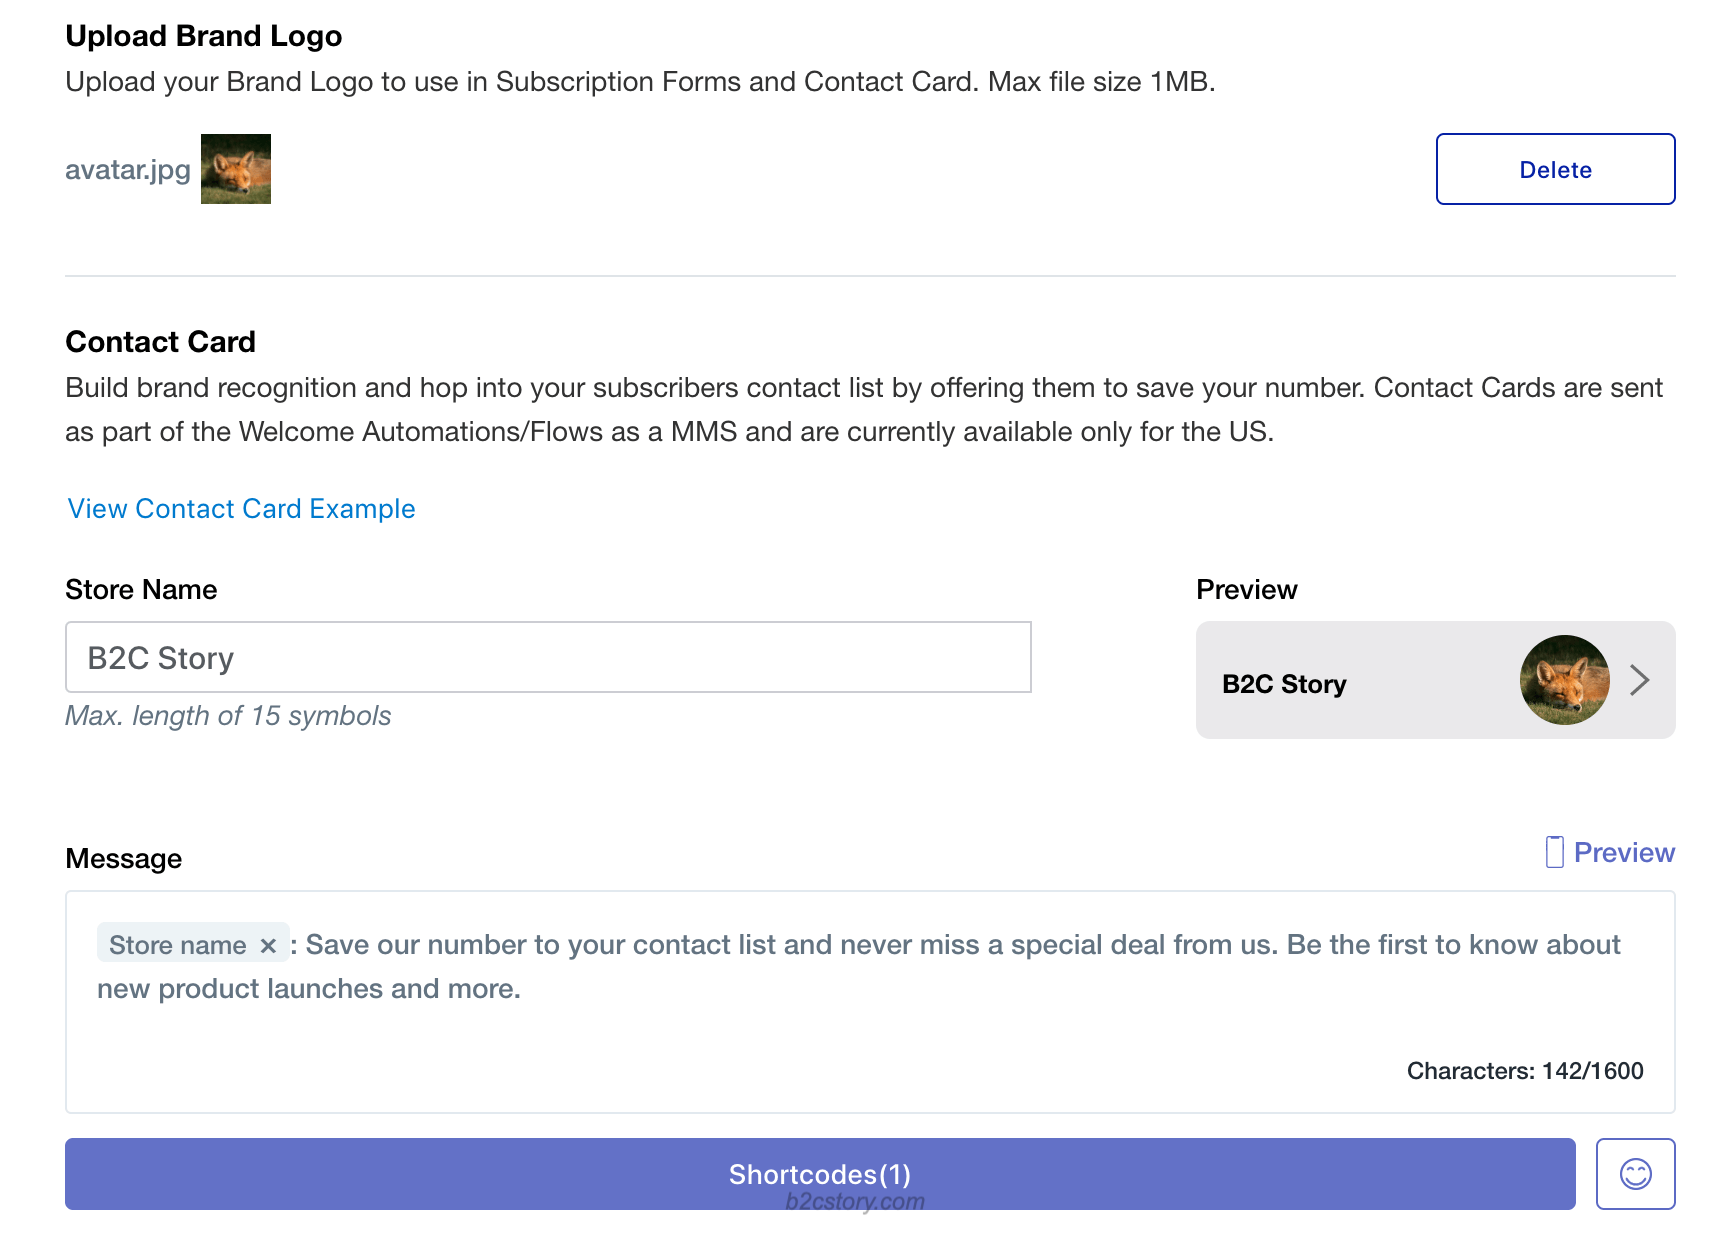 Upload Brand Logo
Upload your Brand Logo to use in Subscription Forms and Contact Card. Max file size 1MB.
avatar.jpg
Delete
Contact Card
Build brand recognition and hop into your subscribers contact list by offering them to save your number. Contact Cards are sent
as part of the Welcome Automations/Flows as a MMS and are currently available only for the US.
View Contact Card Example
Store Name
Preview
B2C Story
B2C Story
Max. length of 15 symbols
Message
Preview
Store name ×: Save our number to your contact list and never miss a special deal from us. Be the first to know about
new product launches and more.
Characters: 142/1600
Shortcodes(1)
b2cstory.com